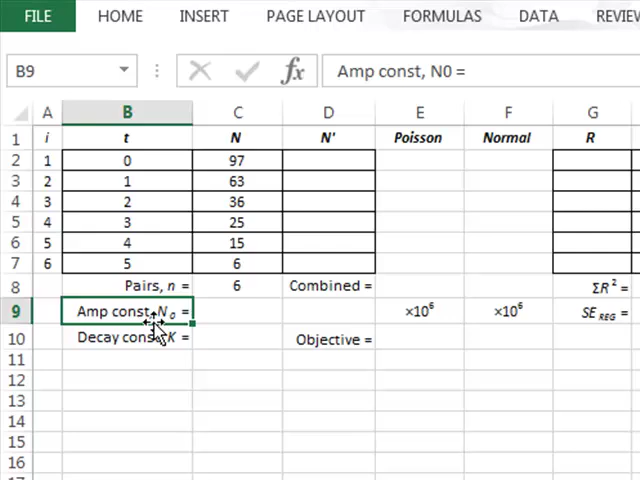 FILE HOME INSERT PAGE LAYOUT FORMULAS DATA
B9 fx Amp const, N0 =
A B C D E F G
1 i t N N' Poisson Normal R
2 1 0 97
3 2 1 63
4 3 2 36
5 4 3 25
6 5 4 15
7 6 5 6
8 Pairs, n = 6 Combined = ΣR² =
9 Amp const, N₀ = ×10⁶ ×10⁶ SE REG =
10 Decay const, K = Objective =
11
12
13
14
15
16